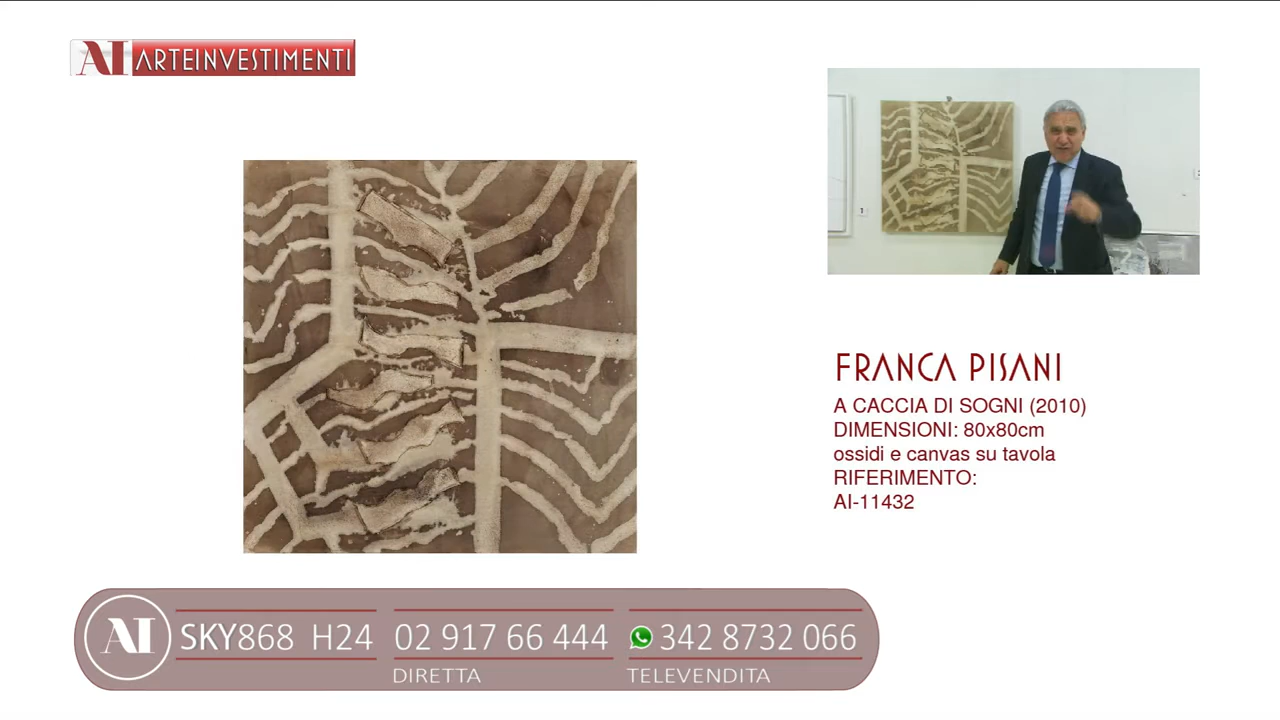 AI ARTEINVESTIMENTI
1
FRANCA PISANI
A CACCIA DI SOGNI (2010)
DIMENSIONI: 80x80cm
ossidi e canvas su tavola
RIFERIMENTO:
AI-11432
AI SKY868 H24 02 917 66 444 342 8732 066
DIRETTA TELEVENDITA